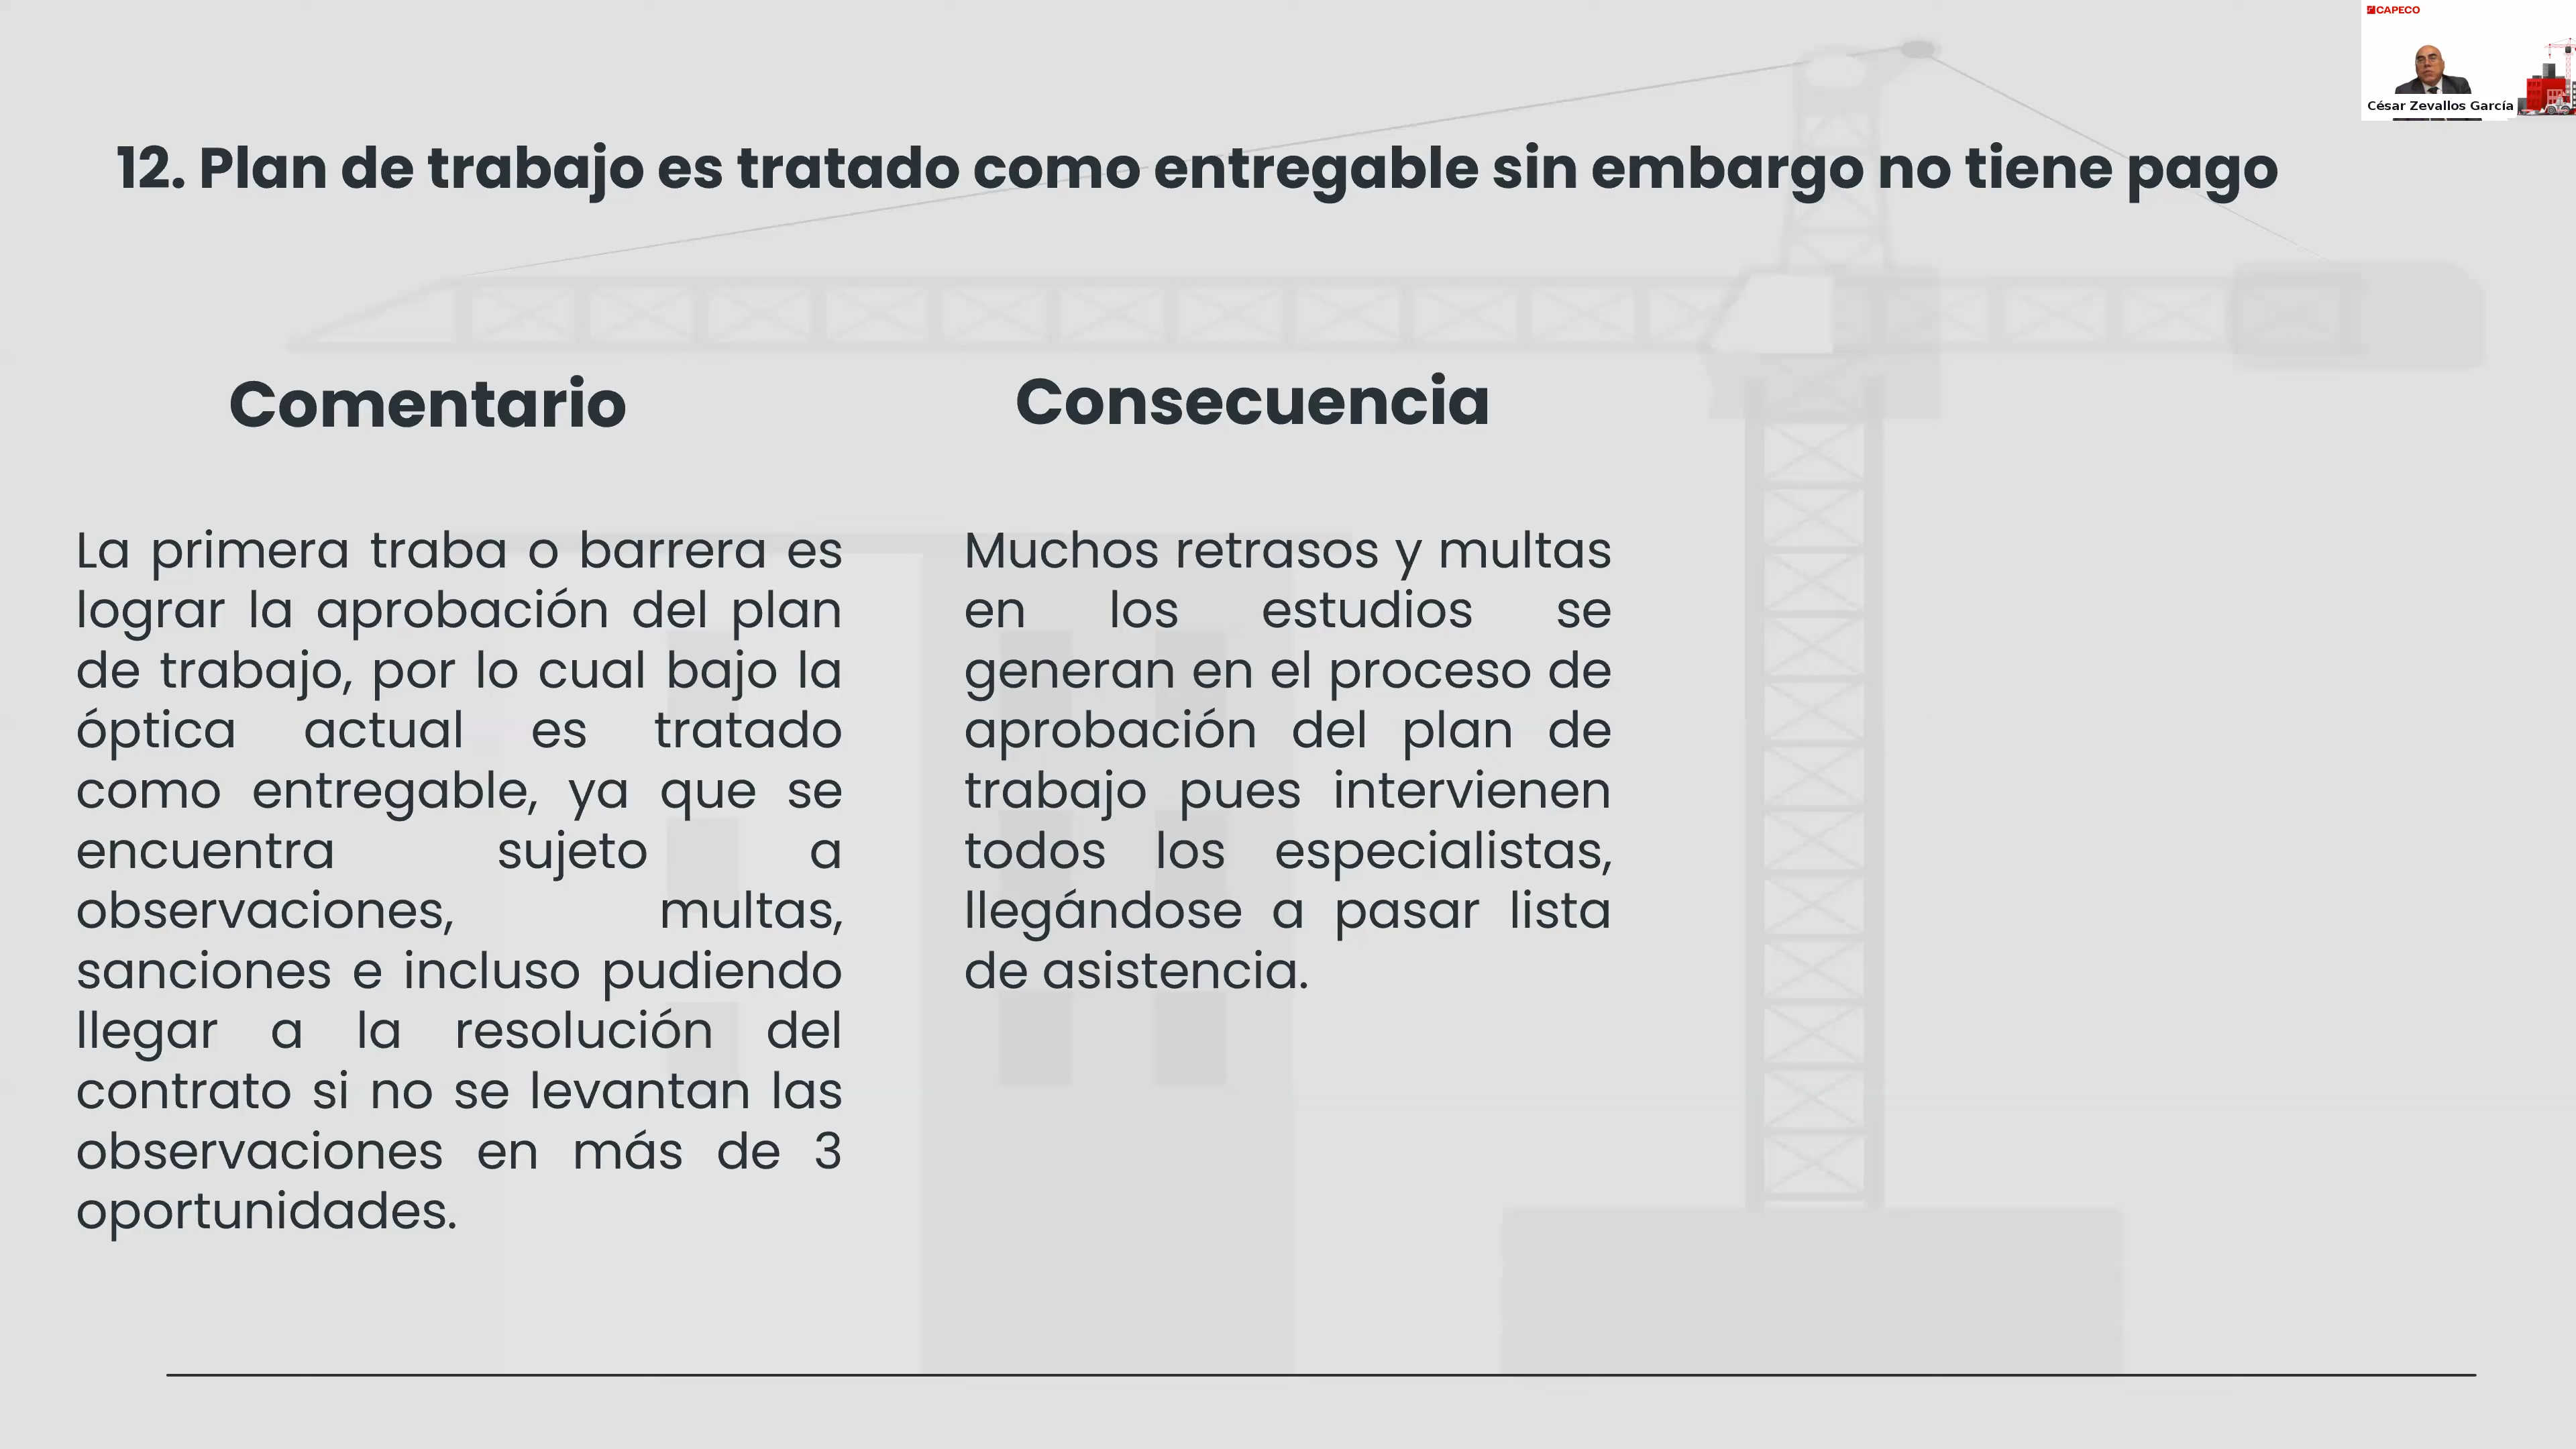 CAPECO
César Zevallos García
12. Plan de trabajo es tratado como entregable sin embargo no tiene pago
Comentario
La primera traba o barrera es
lograr la aprobación del plan
de trabajo, por lo cual bajo la
óptica actual es tratado
como entregable, ya que se
encuentra sujeto a
observaciones, multas,
sanciones e incluso pudiendo
llegar a la resolución del
contrato si no se levantan las
observaciones en más de 3
oportunidades.
Consecuencia
Muchos retrasos y multas
en los estudios se
generan en el proceso de
aprobación del plan de
trabajo pues intervienen
todos los especialistas,
llegándose a pasar lista
de asistencia.